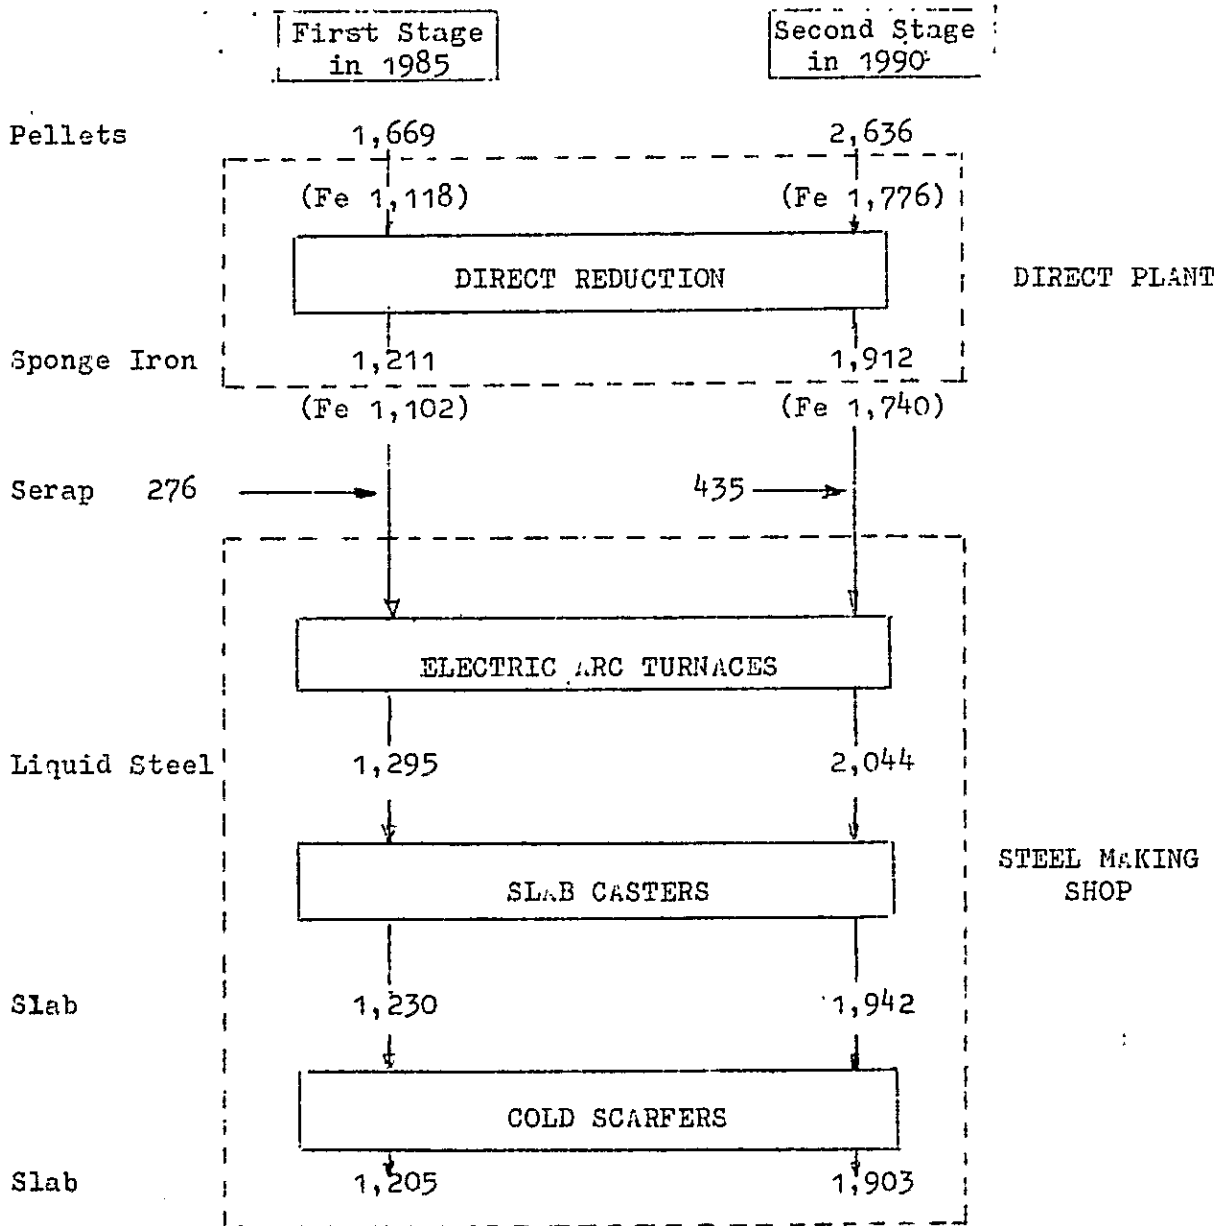 First Stage
in 1985
Second Stage
in 1990
Pellets 1,669 2,636
(Fe 1,118) (Fe 1,776)
DIRECT REDUCTION
DIRECT PLANT
Sponge Iron 1,211 1,912
(Fe 1,102) (Fe 1,740)
Serap 276 435
ELECTRIC ARC TURNACES
Liquid Steel 1,295 2,044
SLAB CASTERS
STEEL MAKING
SHOP
Slab 1,230 1,942
COLD SCARFERS
Slab 1,205 1,903